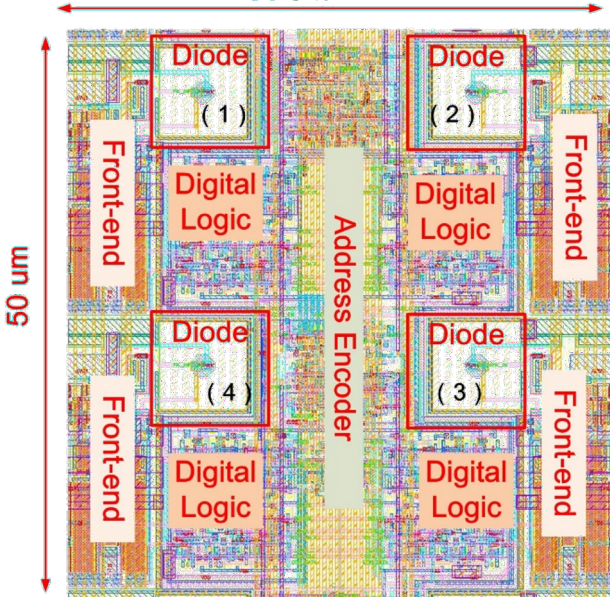 Diode
( 1 )
Diode
( 2 )
Front-end
Digital
Logic
Address Encoder
Digital
Logic
Front-end
50 um
Diode
( 4 )
Diode
( 3 )
Front-end
Digital
Logic
Digital
Logic
Front-end